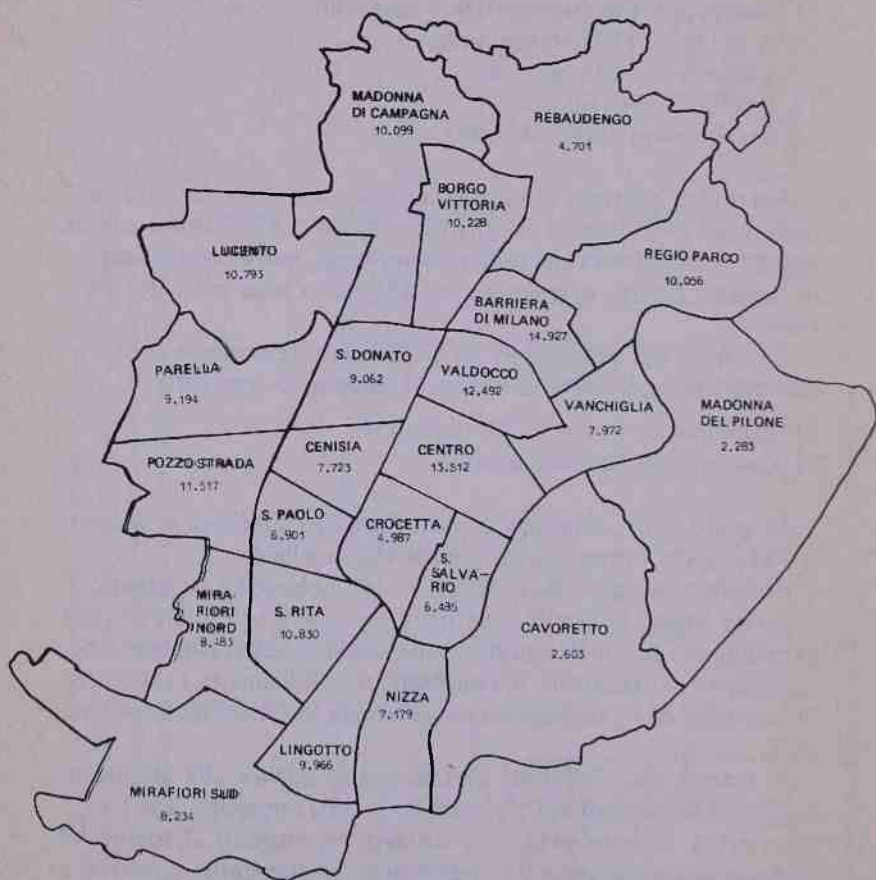 MADONNA
DI CAMPAGNA
10.099
REBAUDENGO
4.701
BORGO
VITTORIA
10.228
LUCENTO
10.793
REGIO PARCO
10.056
BARRIERA
DI MILANO
14.927
S. DONATO
9.062
VALDOCCO
12.492
PARELLA
9.194
VANCHIGLIA
7.972
MADONNA
DEL PILONE
2.283
POZZO STRADA
11.517
CENISIA
7.723
CENTRO
13.512
S. PAOLO
6.901
CROCETTA
4.987
S.
SALVA-
RIO
6.485
MIRA-
FIORI
NORD
8.483
S. RITA
10.830
CAVORETTO
2.603
NIZZA
7.179
LINGOTTO
9.966
MIRAFIORI SUD
8.234